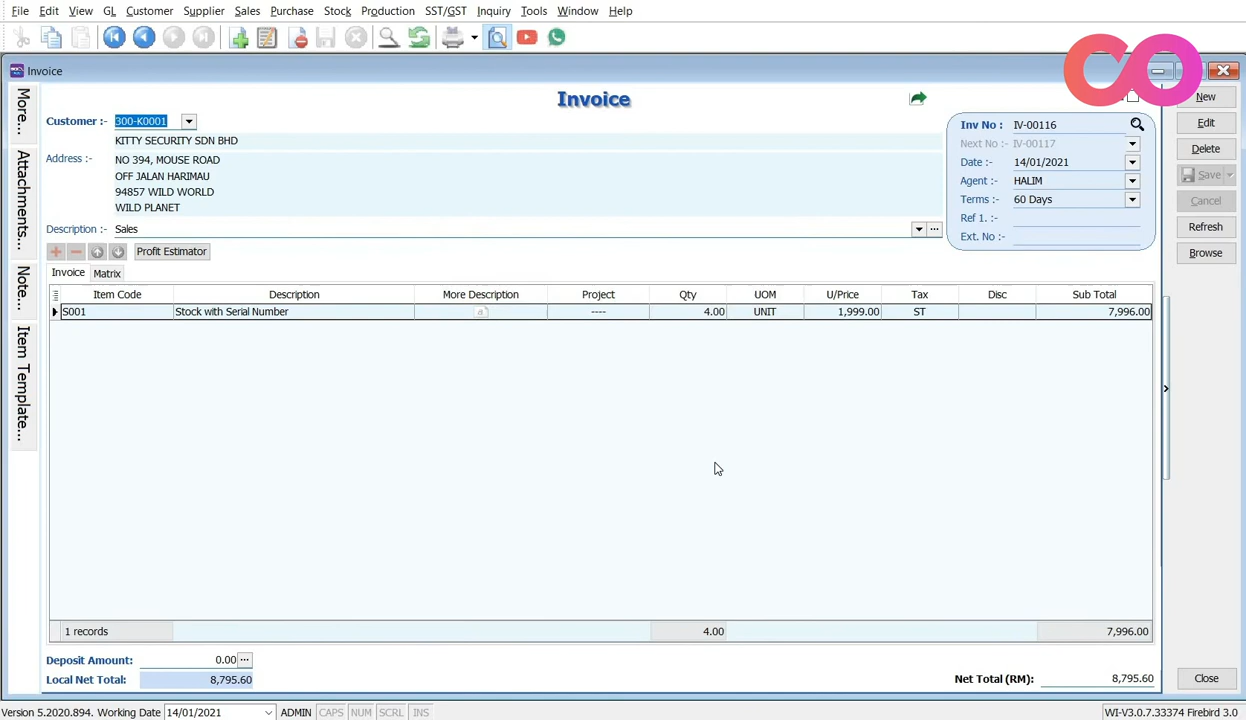 File Edit View GL Customer Supplier Sales Purchase Stock Production SST/GST Inquiry Tools Window Help
Invoice
Invoice
More...
Attachments...
Note...
Item Template...
Customer :- 300-K0001
KITTY SECURITY SDN BHD
Address :- NO 394, MOUSE ROAD
OFF JALAN HARIMAU
94857 WILD WORLD
WILD PLANET
Description :- Sales
Inv No : IV-00116
Next No :- IV-00117
Date :- 14/01/2021
Agent :- HALIM
Terms :- 60 Days
Ref 1. :-
Ext. No :-
New
Edit
Delete
Save
Cancel
Refresh
Browse
Profit Estimator
Invoice Matrix
Item Code Description More Description Project Qty UOM U/Price Tax Disc Sub Total
S001 Stock with Serial Number ---- 4.00 UNIT 1,999.00 ST 7,996.00
1 records 4.00 7,996.00
Deposit Amount: 0.00
Local Net Total: 8,795.60
Net Total (RM): 8,795.60
Close
Version 5.2020.894. Working Date 14/01/2021 ADMIN CAPS NUM SCRL INS WI-V3.0.7.33374 Firebird 3.0